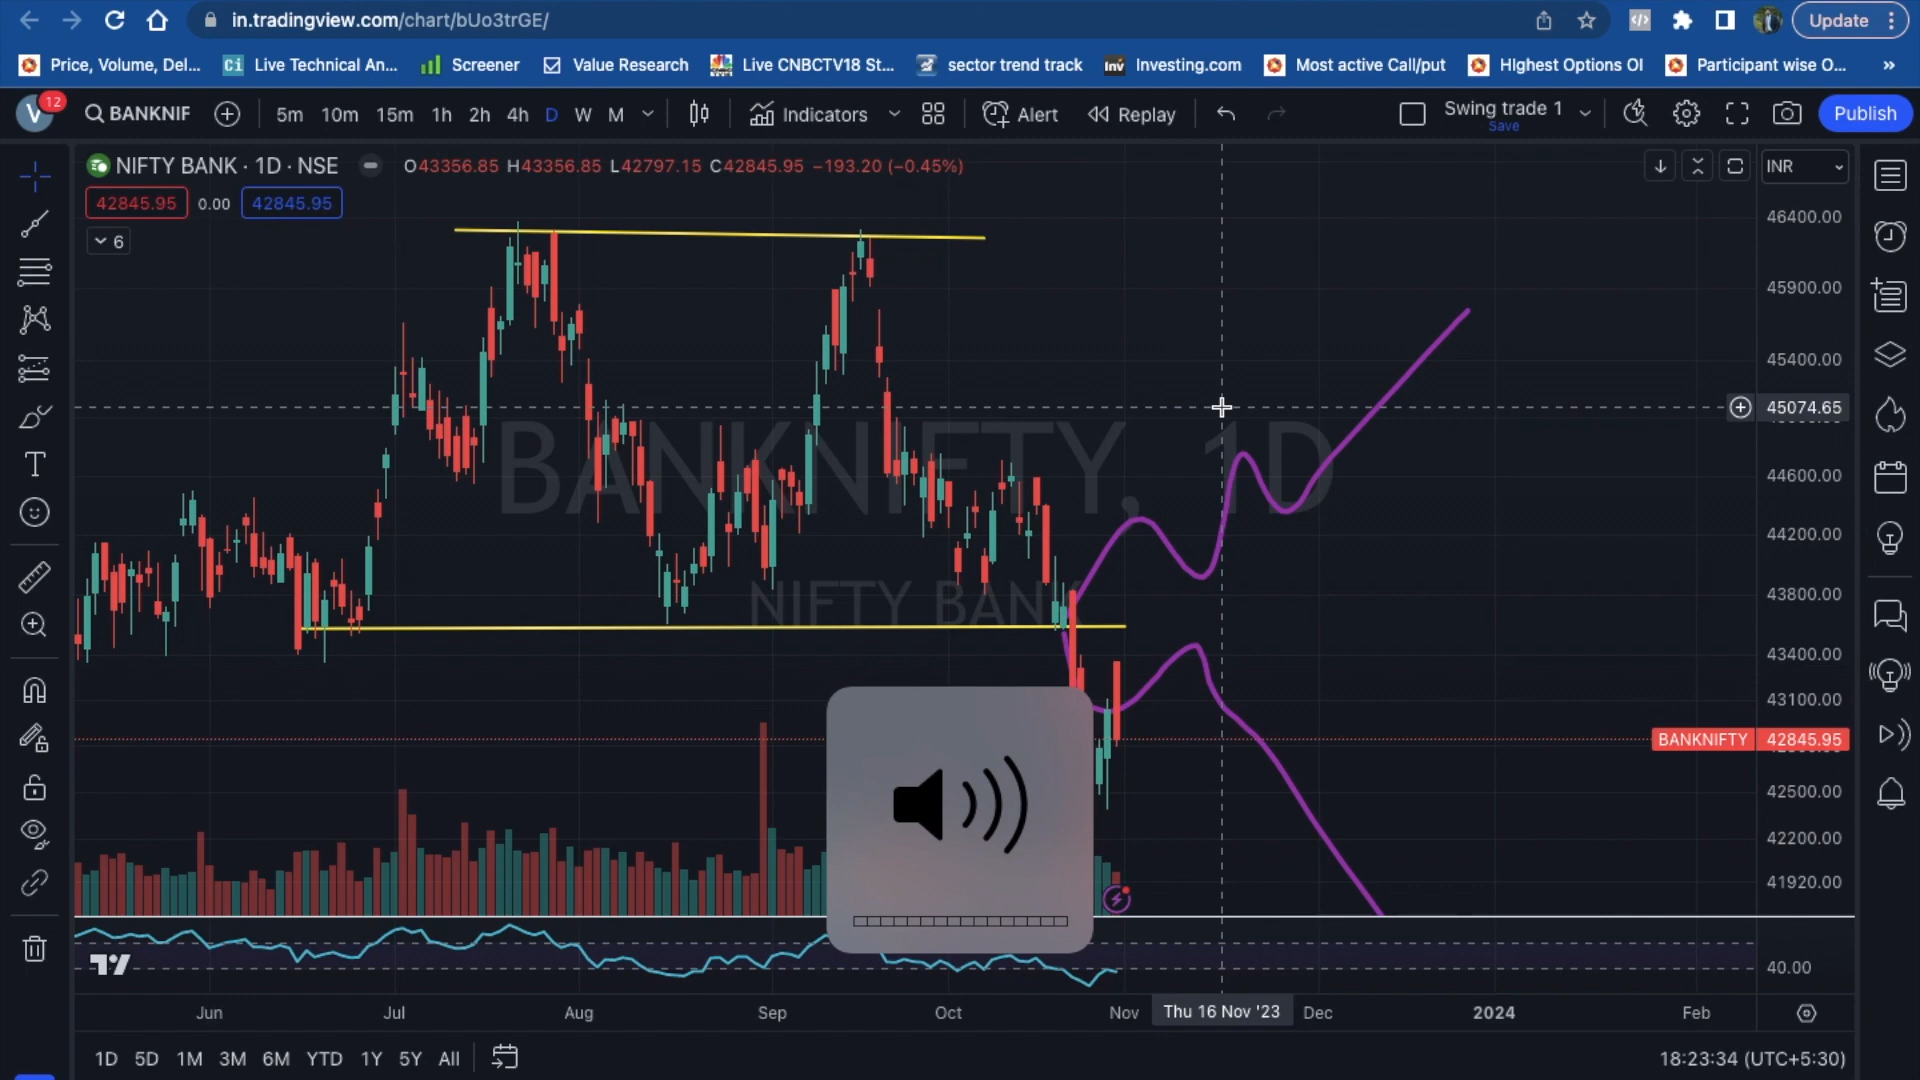 in.tradingview.com/chart/bUo3trGE/
Update
Price, Volume, Del...
Live Technical An...
Screener
Value Research
Live CNBCTV18 St...
sector trend track
Investing.com
Most active Call/put
HIghest Options OI
Participant wise O...
»
V
12
BANKNIF
5m 10m 15m 1h 2h 4h D W M
Indicators
Alert
Replay
Swing trade 1
Save
Publish
NIFTY BANK · 1D · NSE
O43356.85 H43356.85 L42797.15 C42845.95 −193.20 (−0.45%)
INR
42845.95 0.00 42845.95
6
46400.00
45900.00
45400.00
45074.65
44600.00
44200.00
43800.00
43400.00
43100.00
BANKNIFTY 42845.95
42500.00
42200.00
41920.00
40.00
BANKNIFTY, 1D
NIFTY BANK
Jun Jul Aug Sep Oct Nov Thu 16 Nov '23 Dec 2024 Feb
1D 5D 1M 3M 6M YTD 1Y 5Y All
18:23:34 (UTC+5:30)